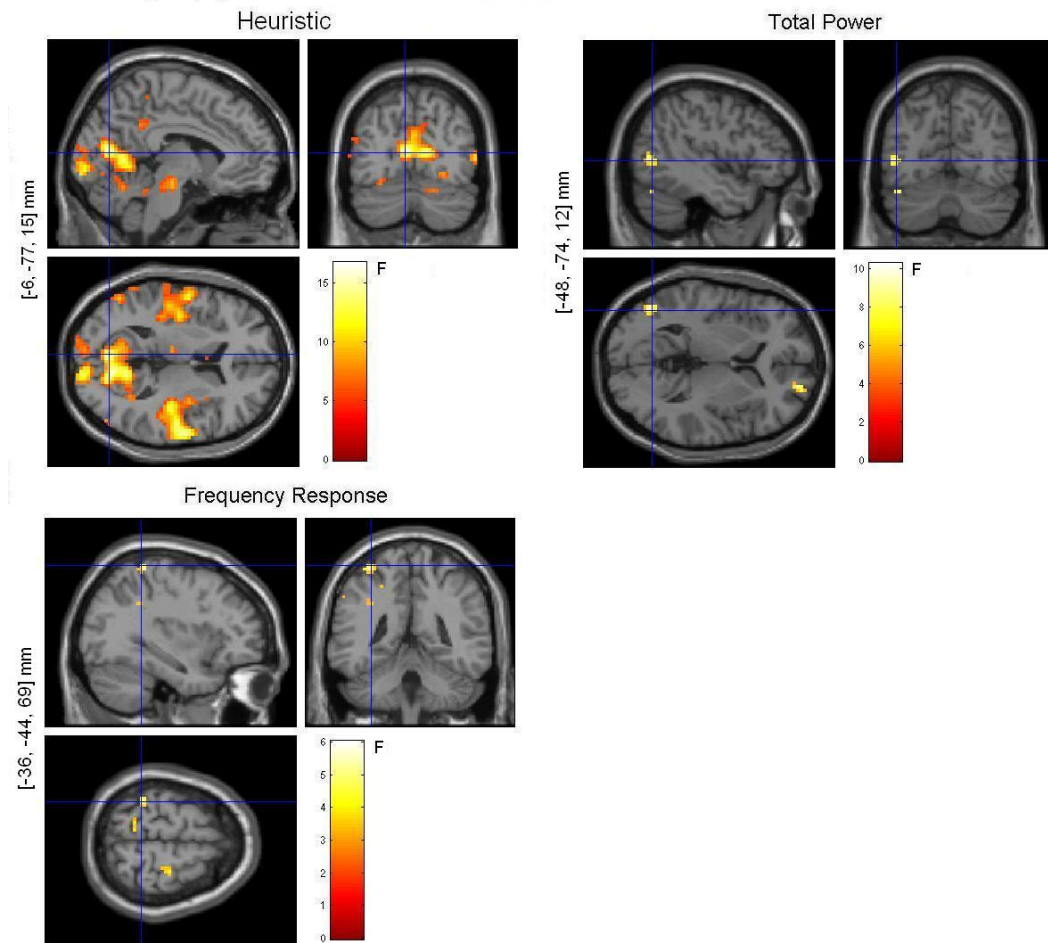 Heuristic
[-6, -77, 15] mm
F
15
10
5
0
Total Power
[-48, -74, 12] mm
F
10
8
6
4
2
0
Frequency Response
[-36, -44, 69] mm
F
6
5
4
3
2
1
0